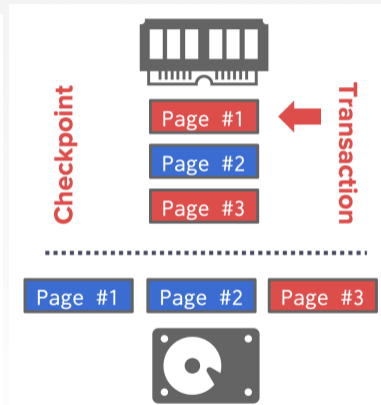 Checkpoint
Page #1
Transaction
Page #2
Page #3
Page #1 Page #2 Page #3